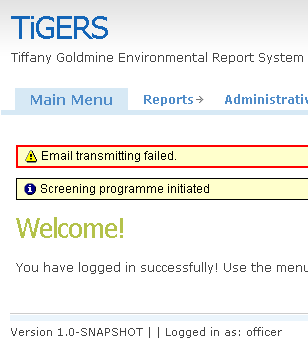 TiGERS
Tiffany Goldmine Environmental Report System
Main Menu Reports Administrativ
Email transmitting failed.
Screening programme initiated
Welcome!
You have logged in successfully! Use the menu
Version 1.0-SNAPSHOT | | Logged in as: officer